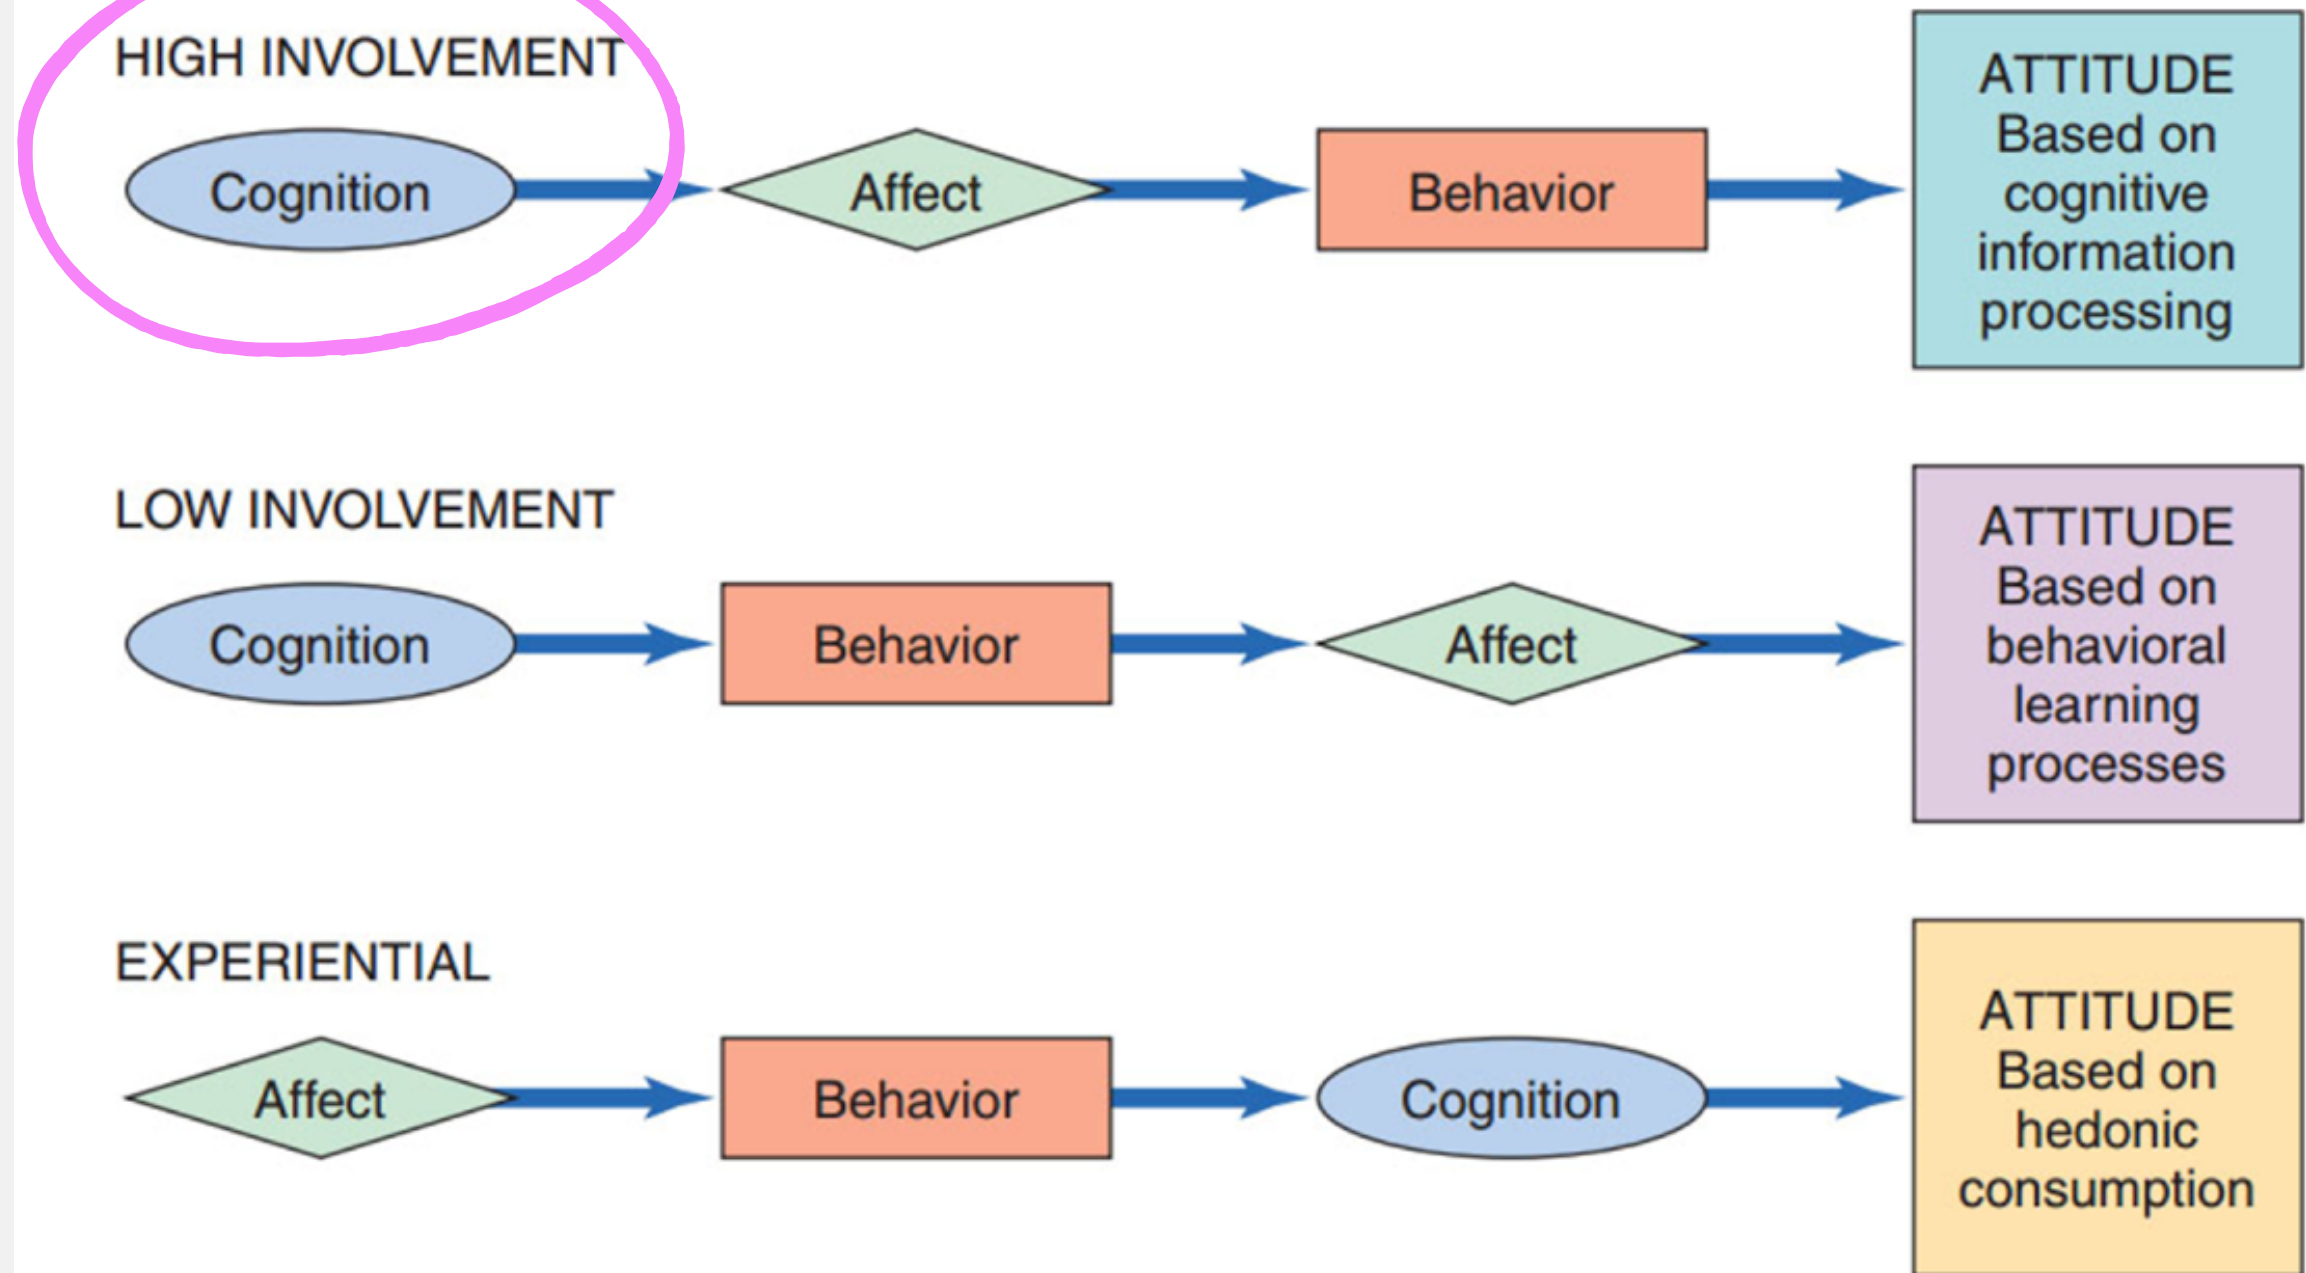 HIGH INVOLVEMENT
Cognition
Affect
Behavior
ATTITUDE
Based on
cognitive
information
processing
LOW INVOLVEMENT
Cognition
Behavior
Affect
ATTITUDE
Based on
behavioral
learning
processes
EXPERIENTIAL
Affect
Behavior
Cognition
ATTITUDE
Based on
hedonic
consumption